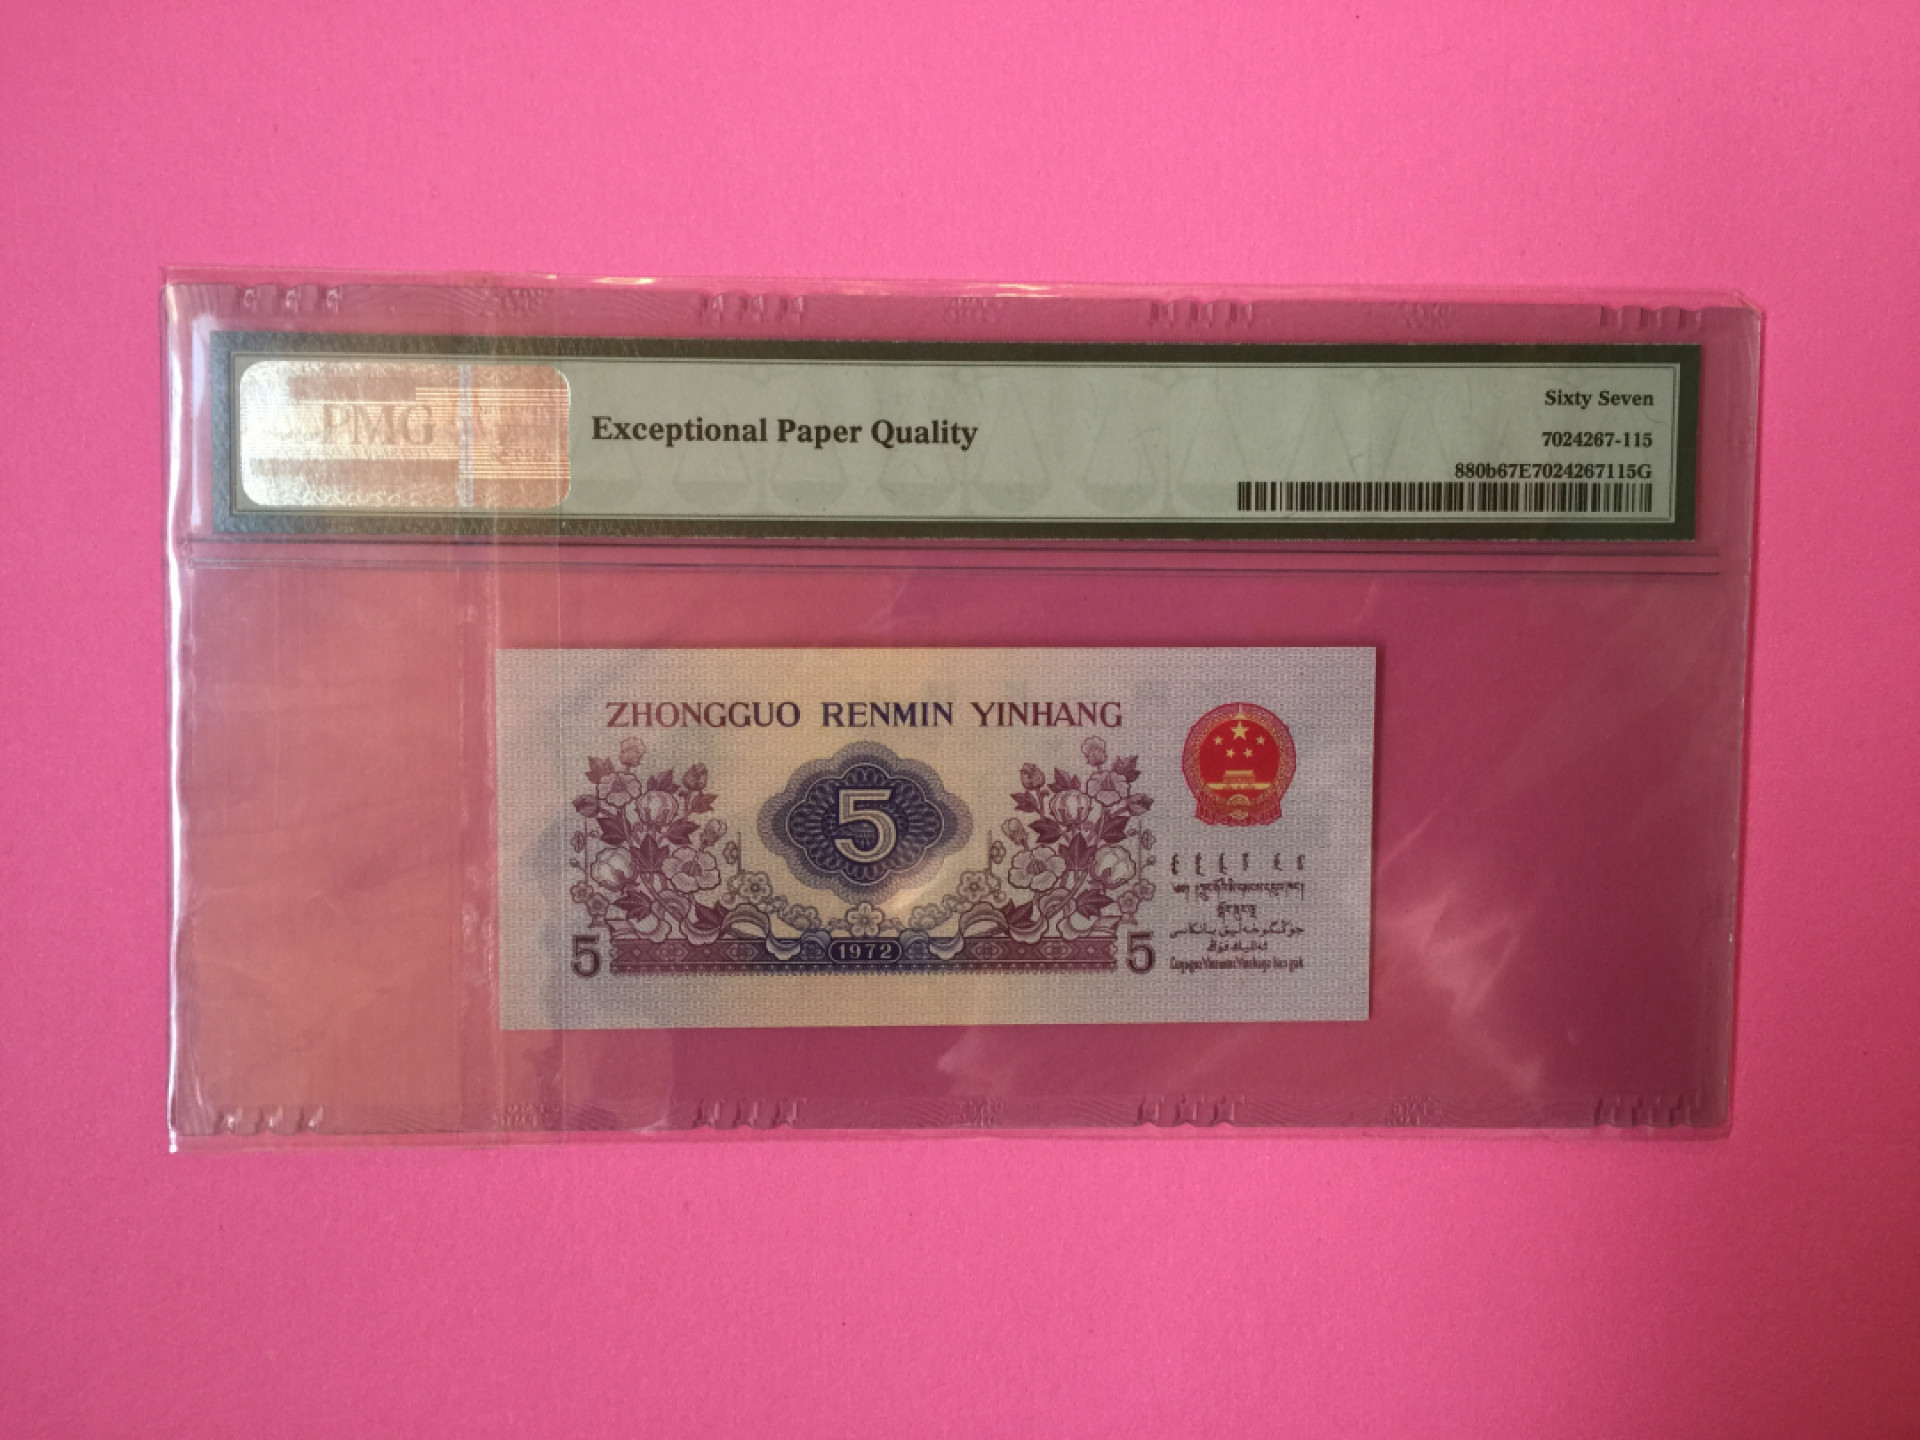 PMG
Exceptional Paper Quality
Sixty Seven
7024267-115
880b67E7024267115G
ZHONGGUO RENMIN YINHANG
5
5
1972
5